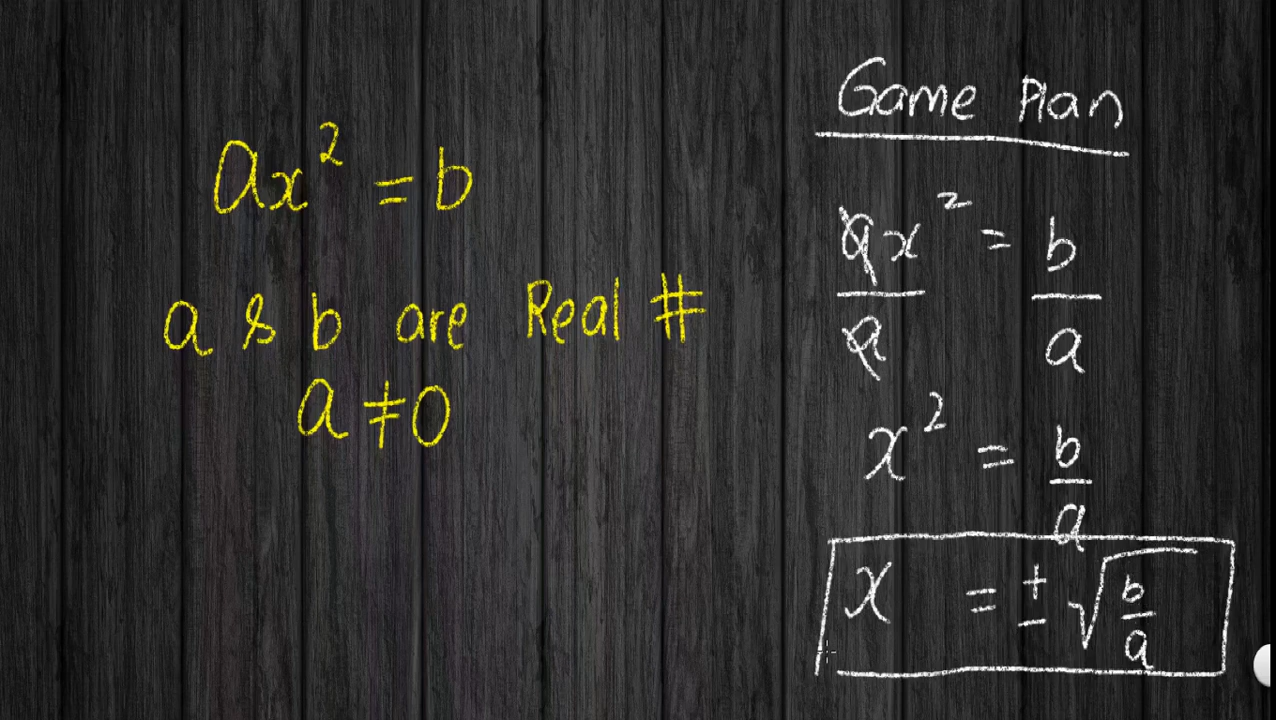 ax² = b
a & b are Real #
a ≠ 0
Game Plan
ax² = b
a a
x² = b
a
x = ± √b
a